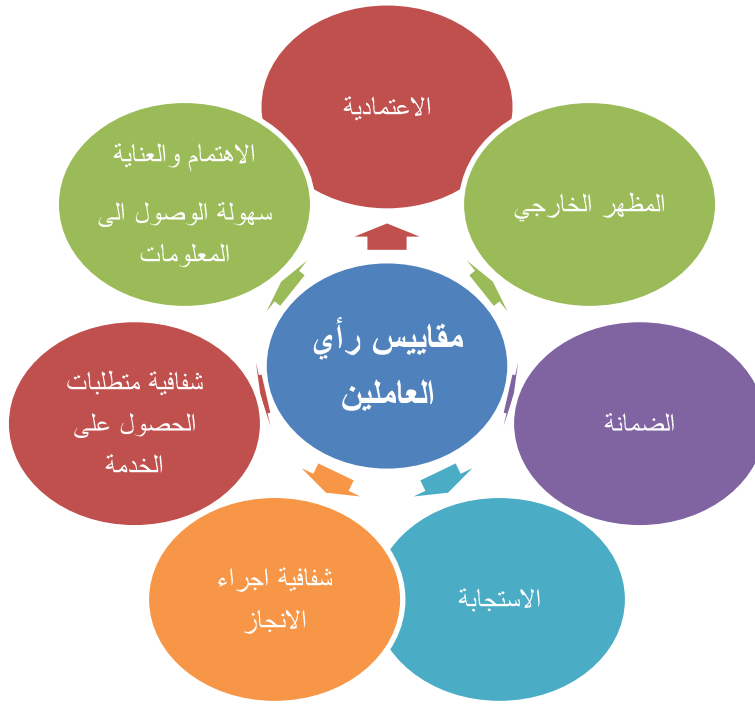 الاعتمادية
المظهر الخارجي
الضمانة
الاستجابة
شفافية اجراء
الانجاز
شفافية متطلبات
الحصول على
الخدمة
الاهتمام والعناية
سهولة الوصول الى
المعلومات
مقاييس رأي
العاملين